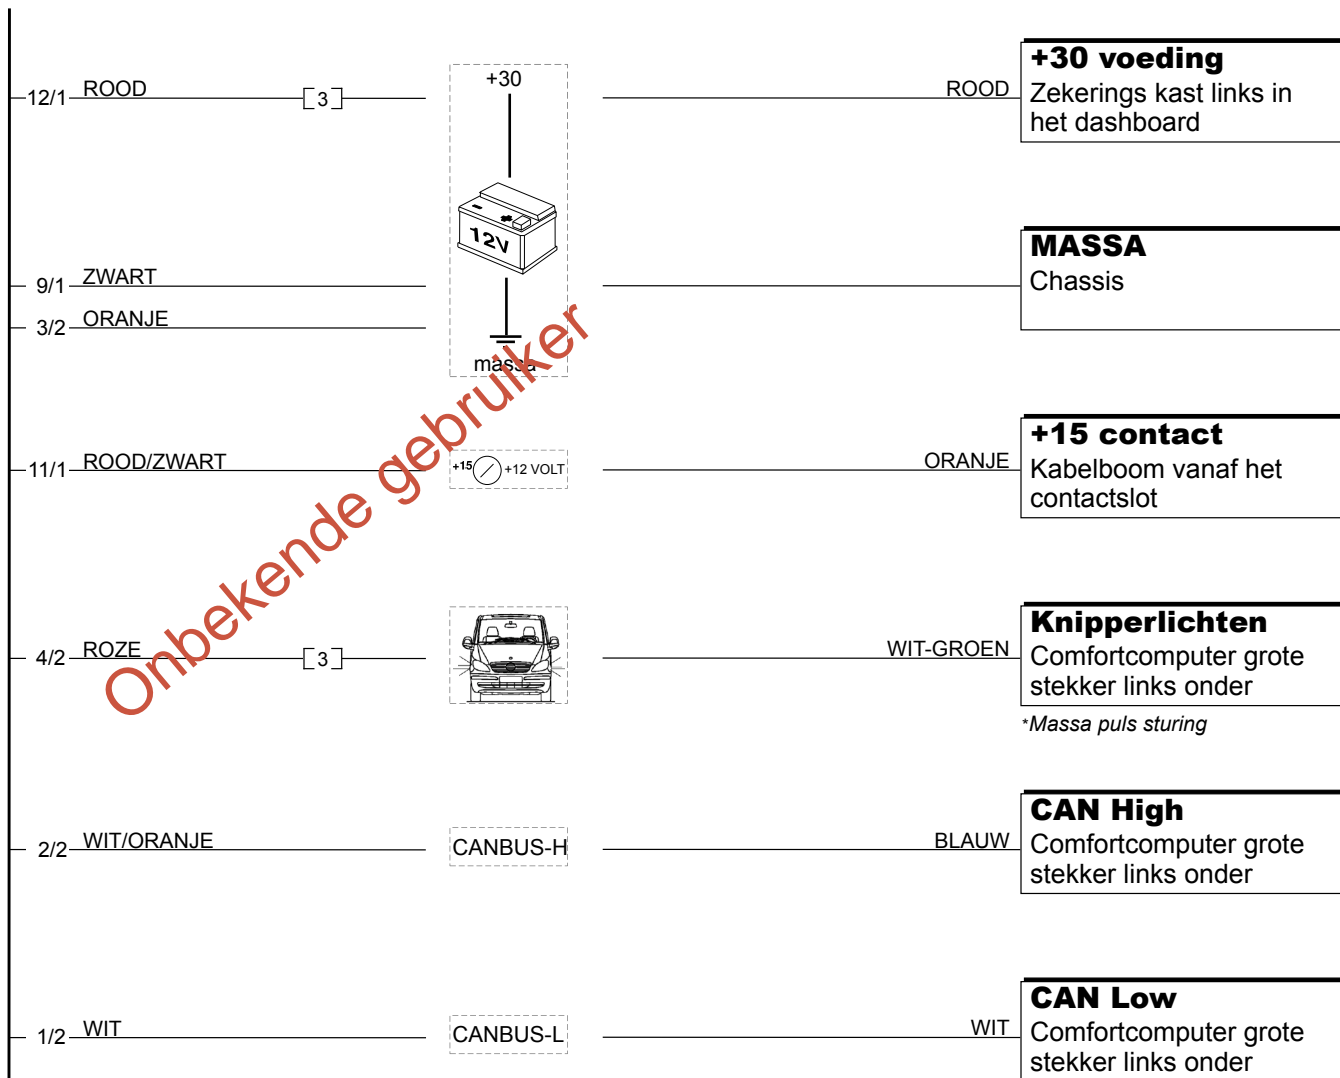 12/1 ROOD [3] +30 ROOD
+30 voeding
Zekerings kast links in
het dashboard
12V
9/1 ZWART
MASSA
Chassis
3/2 ORANJE
massa
11/1 ROOD/ZWART +15 +12 VOLT ORANJE
+15 contact
Kabelboom vanaf het
contactslot
Onbekende gebruiker
4/2 ROZE [3] WIT-GROEN
Knipperlichten
Comfortcomputer grote
stekker links onder
*Massa puls sturing
2/2 WIT/ORANJE CANBUS-H BLAUW
CAN High
Comfortcomputer grote
stekker links onder
1/2 WIT CANBUS-L WIT
CAN Low
Comfortcomputer grote
stekker links onder